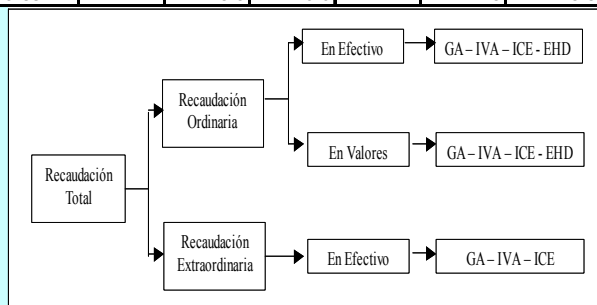 En Efectivo
GA – IVA – ICE - EHD
Recaudación
Ordinaria
En Valores
GA – IVA – ICE - EHD
Recaudación
Total
Recaudación
Extraordinaria
En Efectivo
GA – IVA – ICE